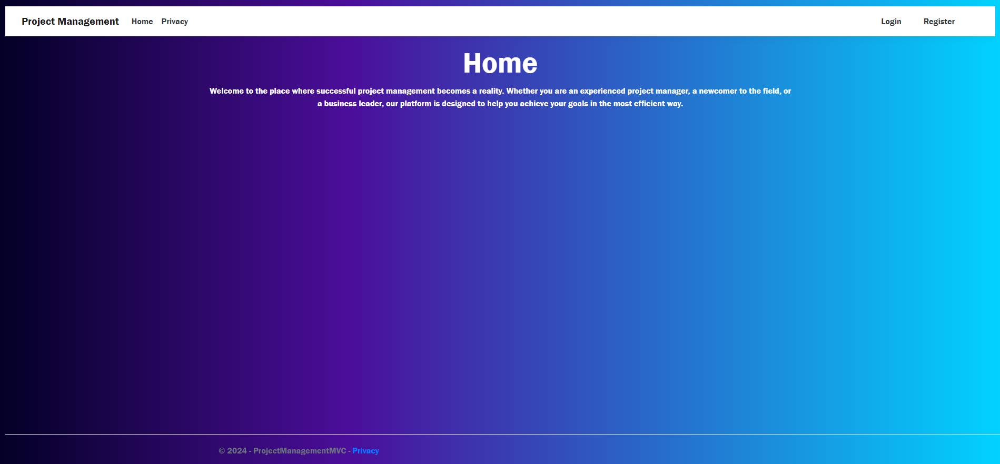 Project Management Home Privacy Login Register
Home
Welcome to the place where successful project management becomes a reality. Whether you are an experienced project manager, a newcomer to the field, or
a business leader, our platform is designed to help you achieve your goals in the most efficient way.
© 2024 - ProjectManagementMVC - Privacy